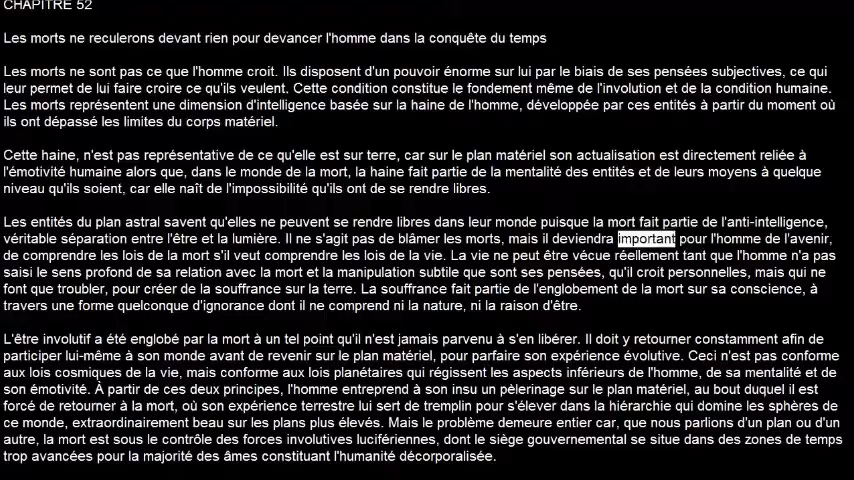 CHAPITRE 52
Les morts ne reculerons devant rien pour devancer l'homme dans la conquête du temps
Les morts ne sont pas ce que l'homme croit. Ils disposent d'un pouvoir énorme sur lui par le biais de ses pensées subjectives, ce qui
leur permet de lui faire croire ce qu'ils veulent. Cette condition constitue le fondement même de l'involution et de la condition humaine.
Les morts représentent une dimension d'intelligence basée sur la haine de l'homme, développée par ces entités à partir du moment où
ils ont dépassé les limites du corps matériel.
Cette haine, n'est pas représentative de ce qu'elle est sur terre, car sur le plan matériel son actualisation est directement reliée à
l'émotivité humaine alors que, dans le monde de la mort, la haine fait partie de la mentalité des entités et de leurs moyens à quelque
niveau qu'ils soient, car elle naît de l'impossibilité qu'ils ont de se rendre libres.
Les entités du plan astral savent qu'elles ne peuvent se rendre libres dans leur monde puisque la mort fait partie de l'anti-intelligence,
véritable séparation entre l'être et la lumière. Il ne s'agit pas de blâmer les morts, mais il deviendra important pour l'homme de l'avenir,
de comprendre les lois de la mort s'il veut comprendre les lois de la vie. La vie ne peut être vécue réellement tant que l'homme n'a pas
saisi le sens profond de sa relation avec la mort et la manipulation subtile que sont ses pensées, qu'il croit personnelles, mais qui ne
font que troubler, pour créer de la souffrance sur la terre. La souffrance fait partie de l'englobement de la mort sur sa conscience, à
travers une forme quelconque d'ignorance dont il ne comprend ni la nature, ni la raison d'être.
L'être involutif a été englobé par la mort à un tel point qu'il n'est jamais parvenu à s'en libérer. Il doit y retourner constamment afin de
participer lui-même à son monde avant de revenir sur le plan matériel, pour parfaire son expérience évolutive. Ceci n'est pas conforme
aux lois cosmiques de la vie, mais conforme aux lois planétaires qui régissent les aspects inférieurs de l'homme, de sa mentalité et de
son émotivité. À partir de ces deux principes, l'homme entreprend à son insu un pèlerinage sur le plan matériel, au bout duquel il est
forcé de retourner à la mort, où son expérience terrestre lui sert de tremplin pour s'élever dans la hiérarchie qui domine les sphères de
ce monde, extraordinairement beau sur les plans plus élevés. Mais le problème demeure entier car, que nous parlions d'un plan ou d'un
autre, la mort est sous le contrôle des forces involutives lucifériennes, dont le siège gouvernemental se situe dans des zones de temps
trop avancées pour la majorité des âmes constituant l'humanité décorporalisée.